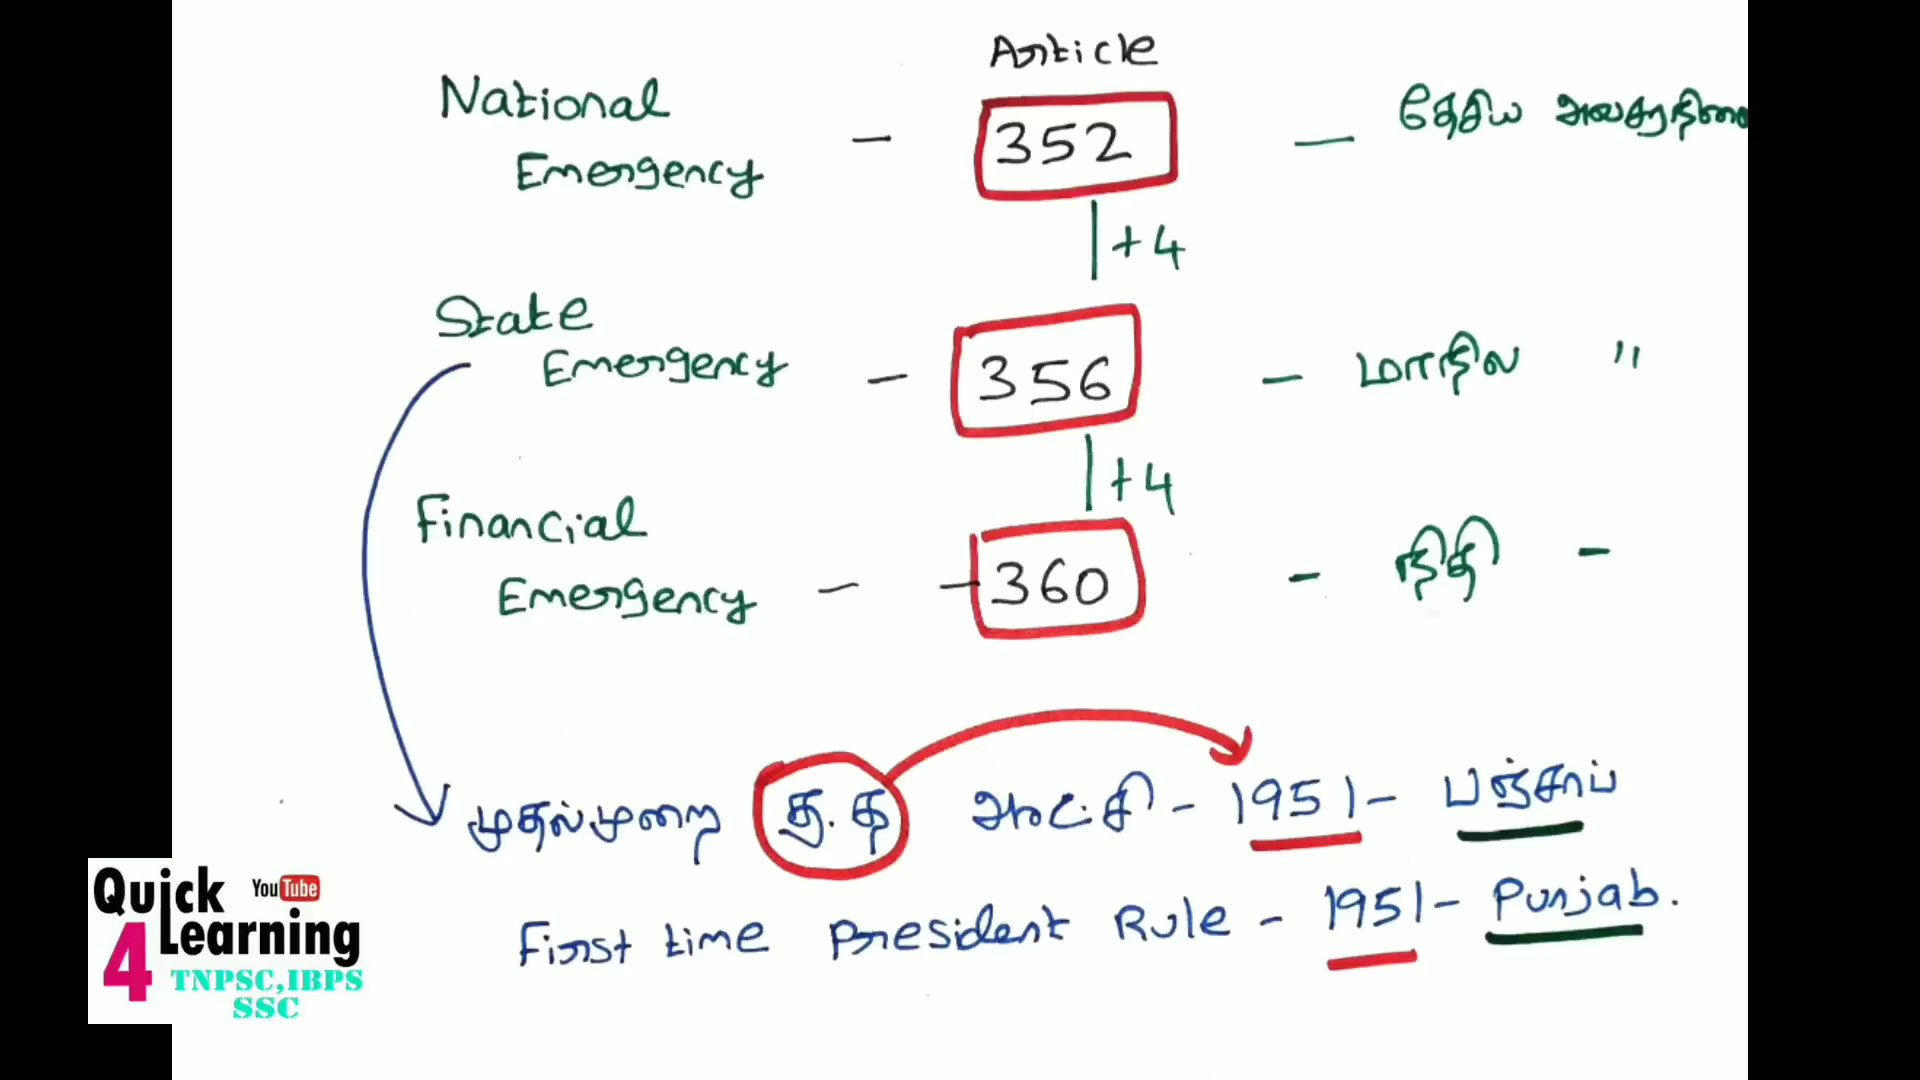 Article
National
Emergency - 352 - தேசிய அவசரநிலை
+4
State
Emergency - 356 - மாநில "
+4
Financial
Emergency - - 360 - நிதி -
முதல்முறை த.த ஆட்சி - 1951 - பஞ்சாப்
First time President Rule - 1951 - Punjab.
Quick YouTube
4 Learning
TNPSC,IBPS
SSC